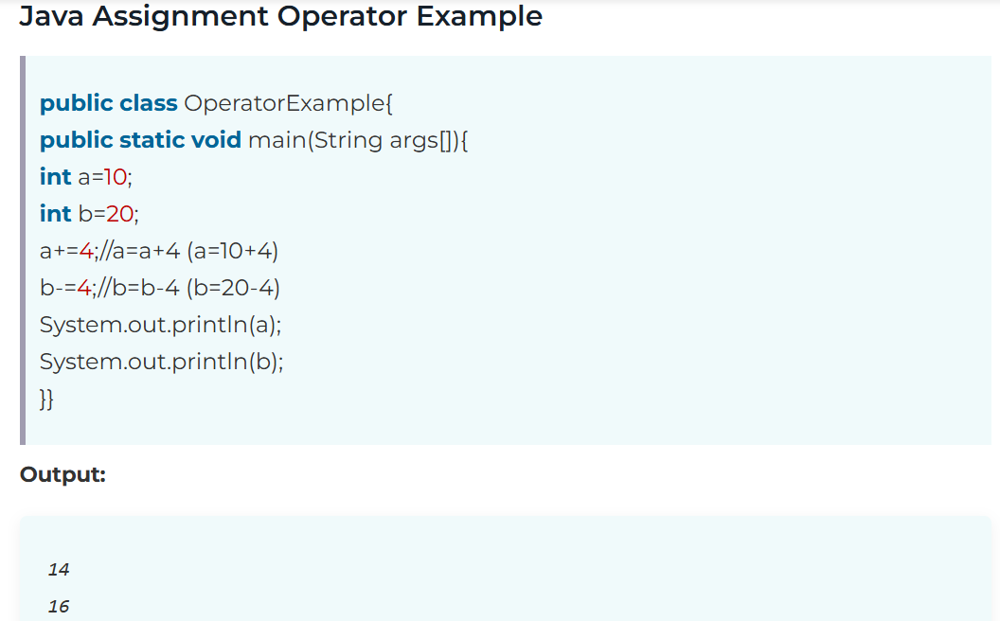 Java Assignment Operator Example
public class OperatorExample{
public static void main(String args[]){
int a=10;
int b=20;
a+=4;//a=a+4 (a=10+4)
b-=4;//b=b-4 (b=20-4)
System.out.println(a);
System.out.println(b);
}}
Output:
14
16